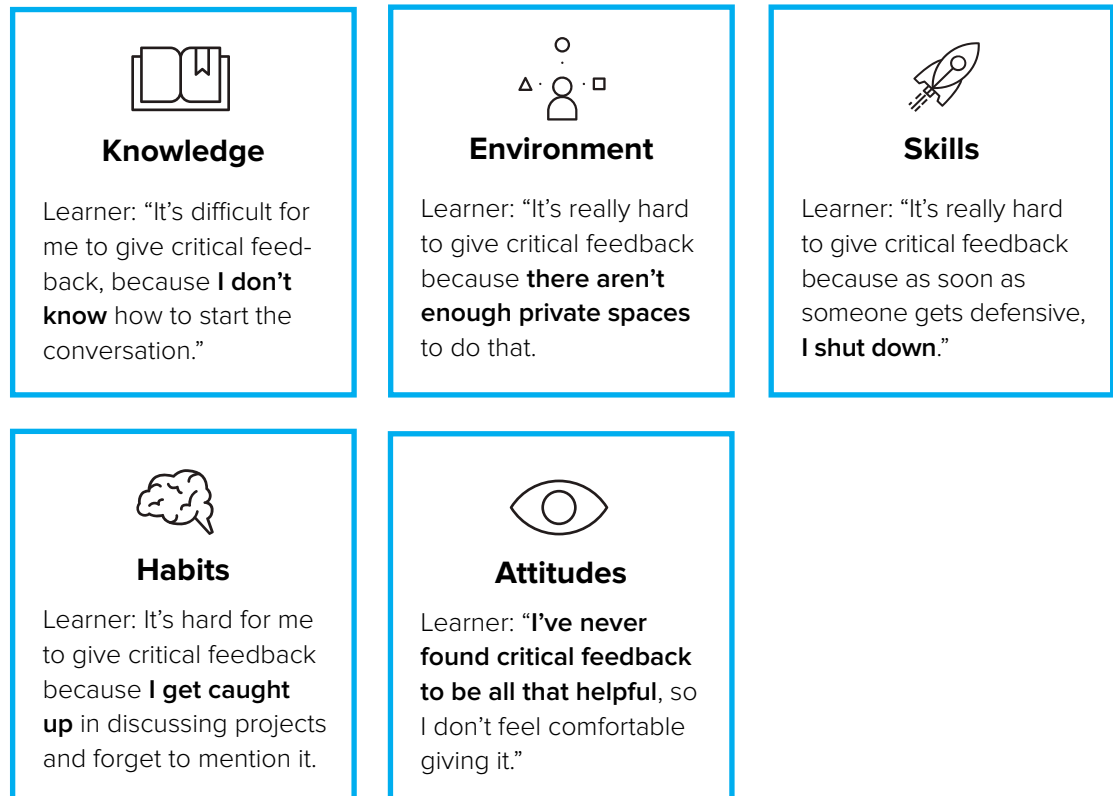 Knowledge
Learner: “It’s difficult for
me to give critical feed-
back, because I don’t
know how to start the
conversation.”
Environment
Learner: “It’s really hard
to give critical feedback
because there aren’t
enough private spaces
to do that.
Skills
Learner: “It’s really hard
to give critical feedback
because as soon as
someone gets defensive,
I shut down.”
Habits
Learner: It’s hard for me
to give critical feedback
because I get caught
up in discussing projects
and forget to mention it.
Attitudes
Learner: “I’ve never
found critical feedback
to be all that helpful, so
I don’t feel comfortable
giving it.”